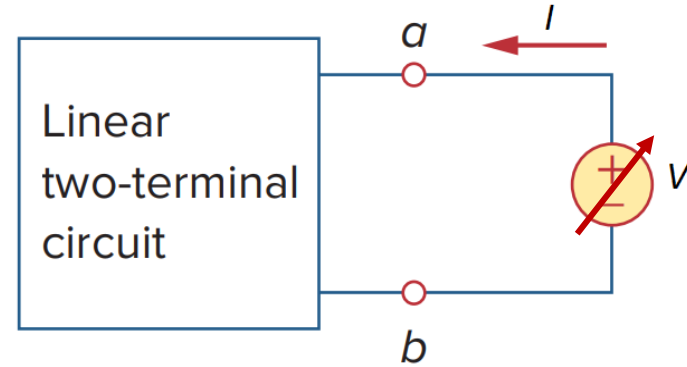 I
a
Linear
two-terminal
circuit
+
−
V
b